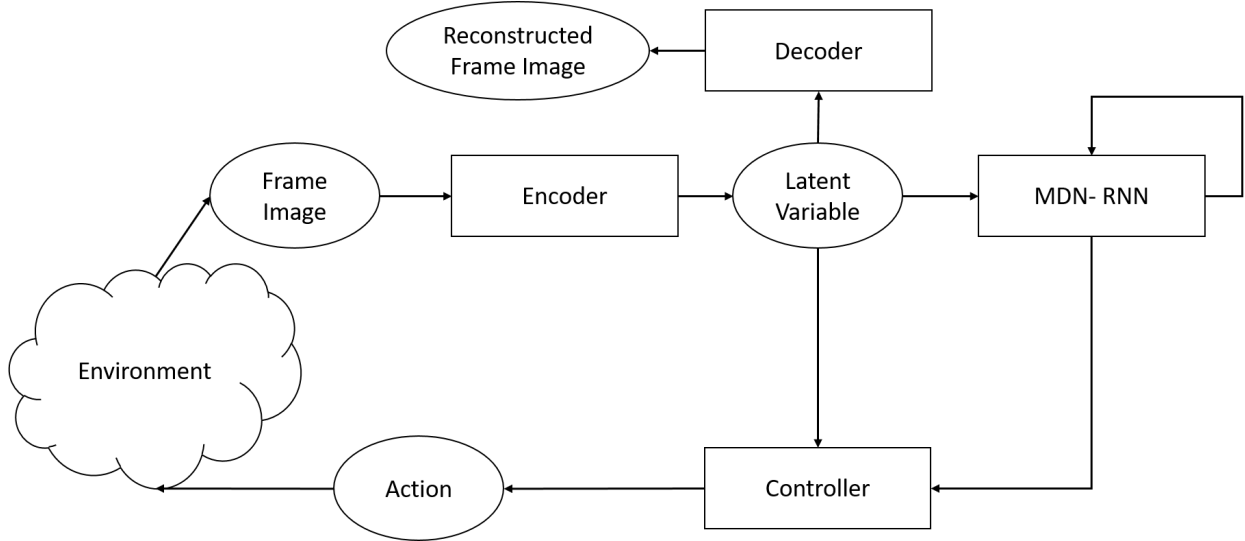 Reconstructed
Frame Image
Decoder
Frame
Image
Encoder
Latent
Variable
MDN- RNN
Environment
Action
Controller